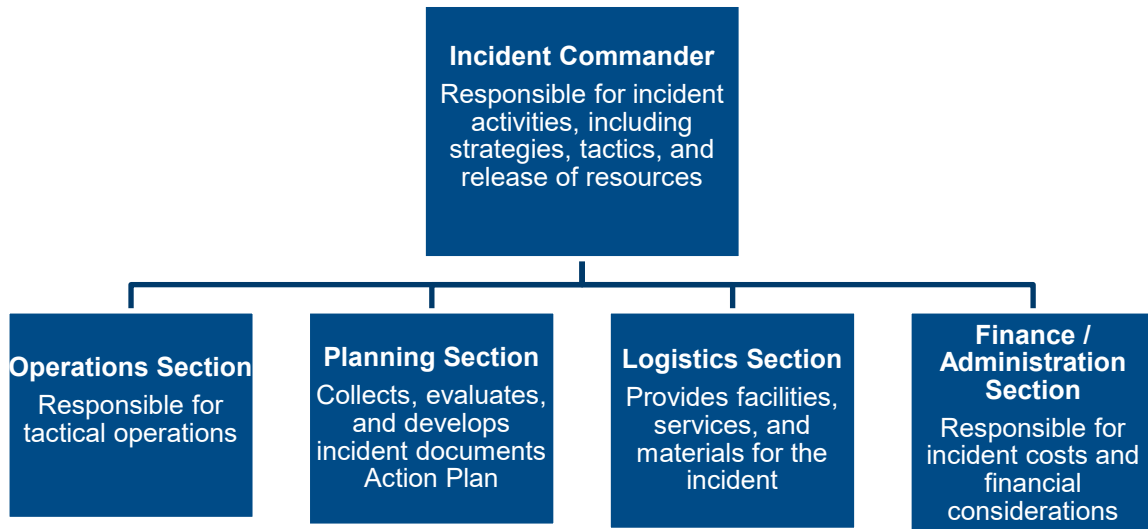 Incident Commander
Responsible for incident
activities, including
strategies, tactics, and
release of resources
Operations Section
Responsible for
tactical operations
Planning Section
Collects, evaluates,
and develops
incident documents
Action Plan
Logistics Section
Provides facilities,
services, and
materials for the
incident
Finance /
Administration
Section
Responsible for
incident costs and
financial
considerations